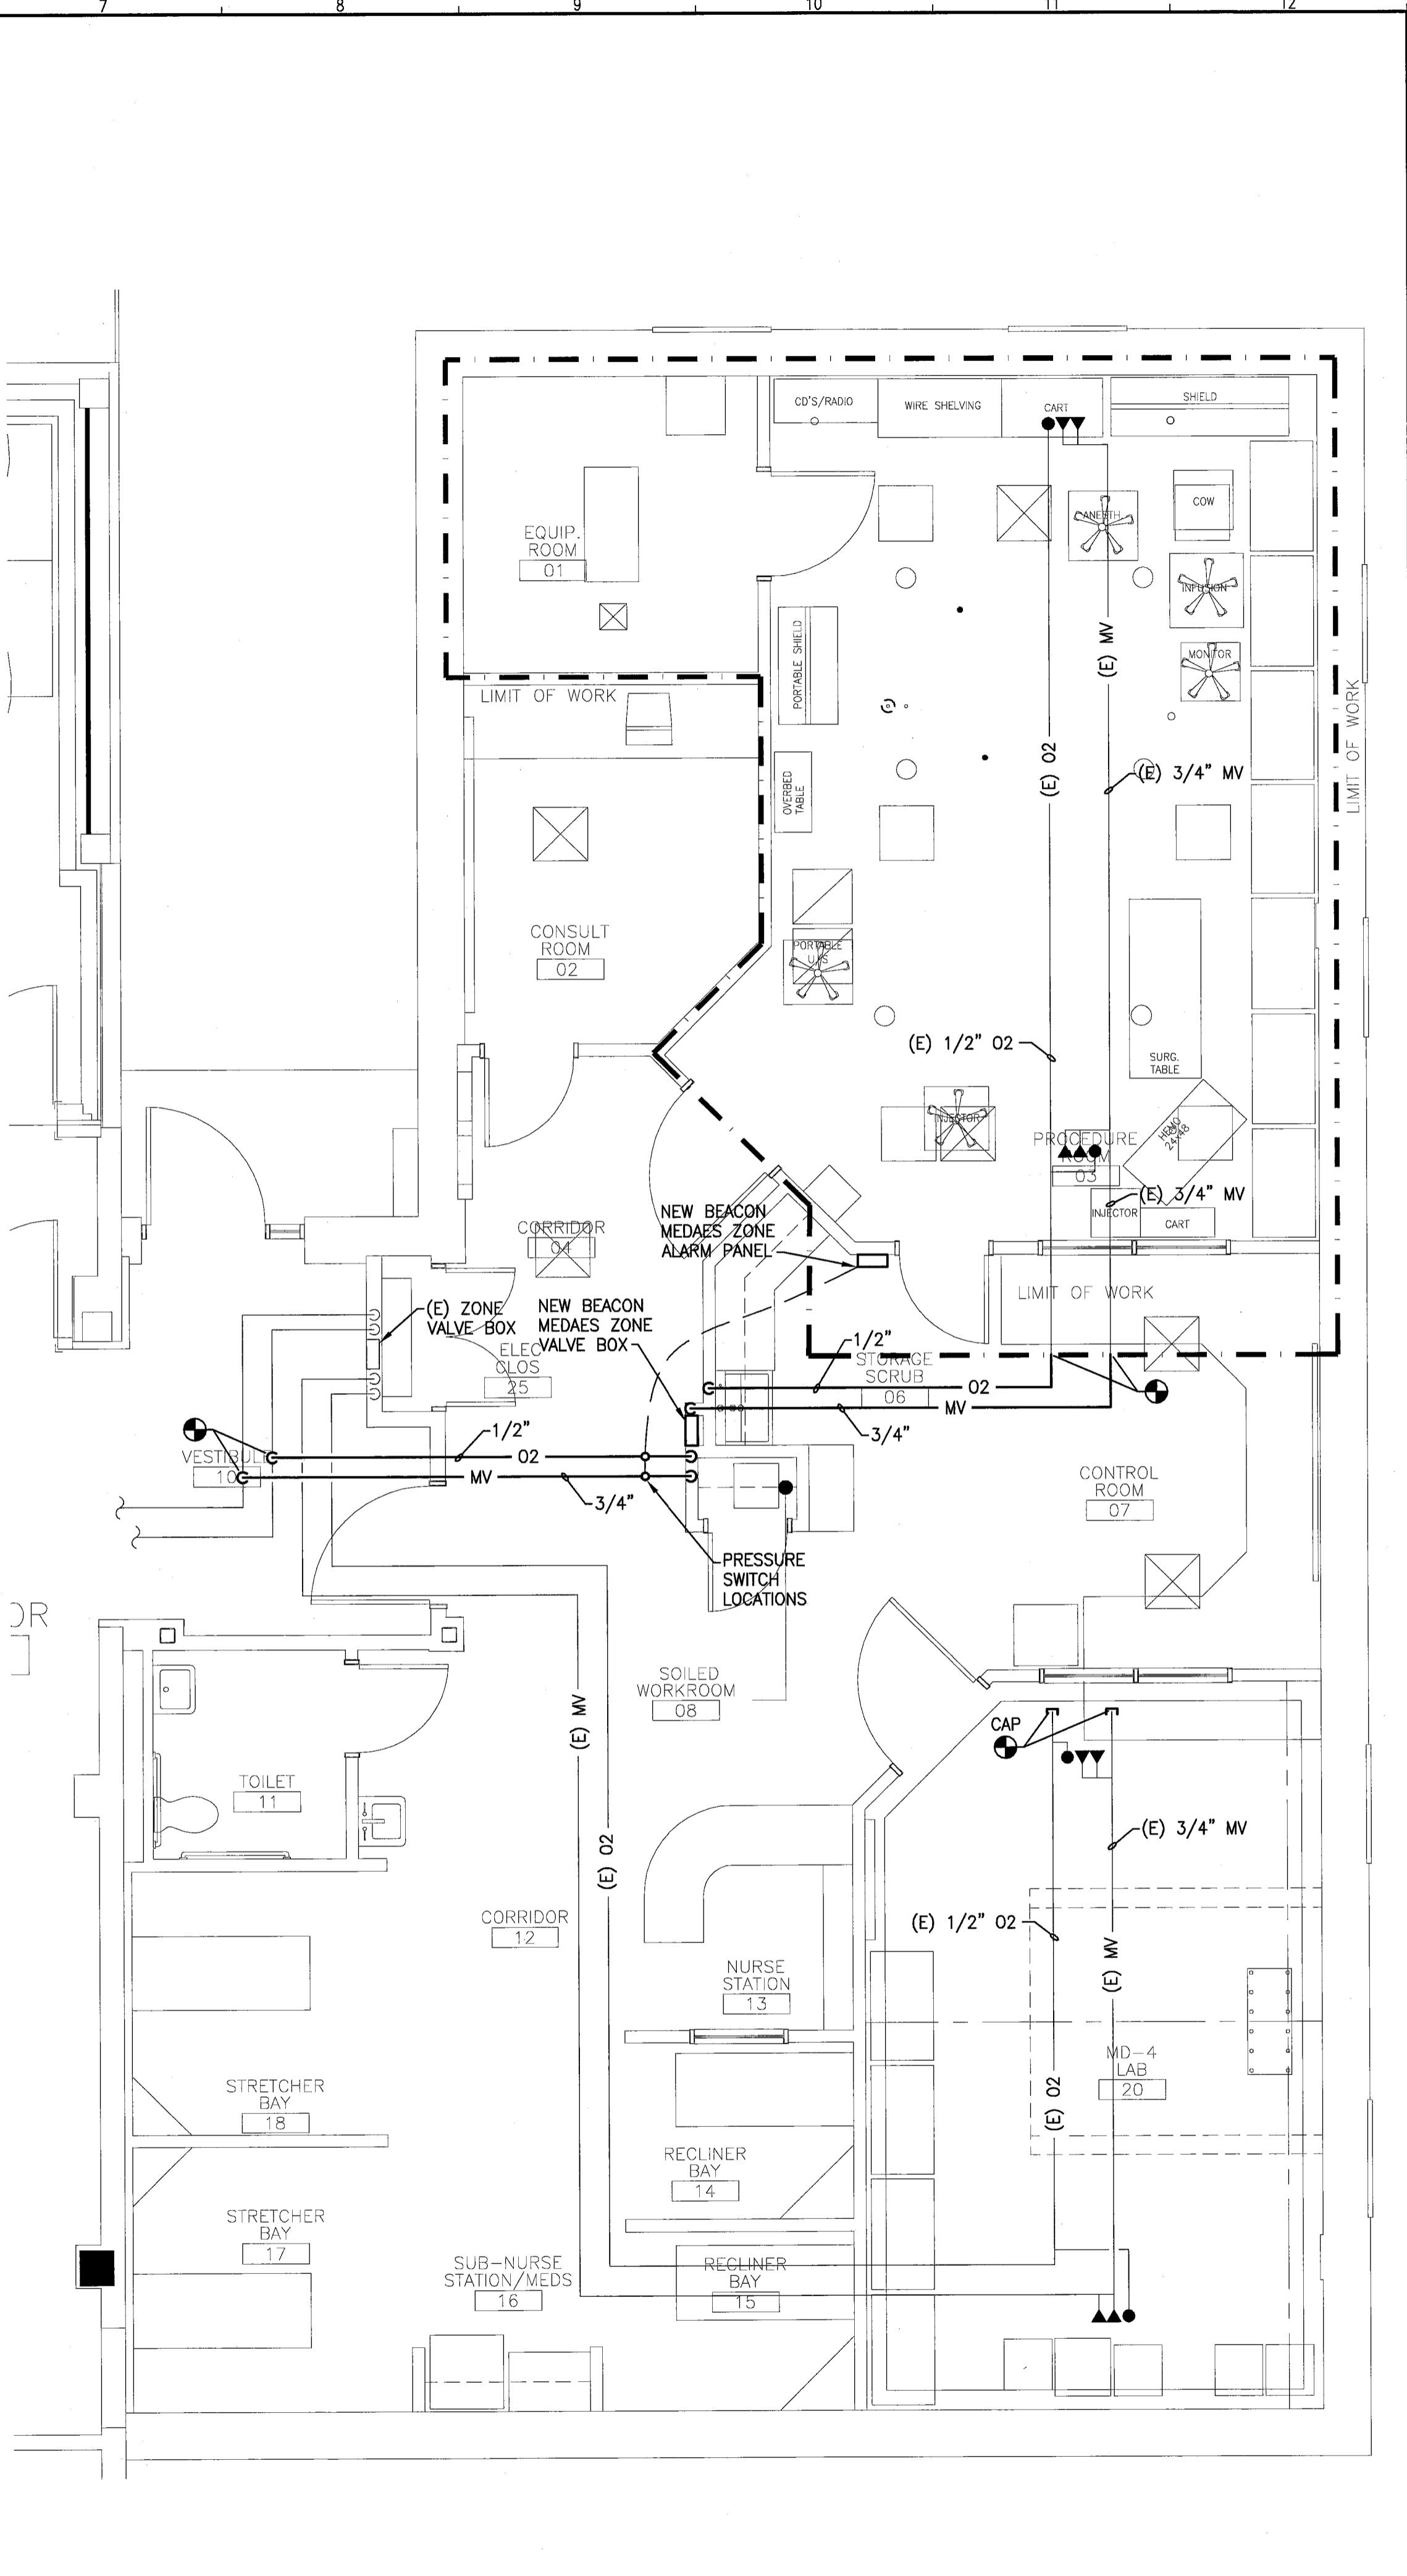 7
8
9
10
11
12
CD'S/RADIO
WIRE SHELVING
CART
SHIELD
ANESTH.
COW
EQUIP.
ROOM
01
INFUSION
PORTABLE SHIELD
(E) MV
MONITOR
LIMIT OF WORK
LIMIT OF WORK
(E) O2
(E) 3/4" MV
OVERBED
TABLE
CONSULT
ROOM
02
PORTABLE
U/S
(E) 1/2" O2
SURG.
TABLE
INJECTOR
HEMO
24x48
PROCEDURE
ROOM
03
(E) 3/4" MV
INJECTOR
CART
NEW BEACON
MEDAES ZONE
ALARM PANEL
CORRIDOR
04
LIMIT OF WORK
(E) ZONE
VALVE BOX
NEW BEACON
MEDAES ZONE
VALVE BOX
ELEC
CLOS
25
1/2"
STORAGE
SCRUB
06
O2
MV
3/4"
1/2"
O2
VESTIBULE
10
MV
3/4"
CONTROL
ROOM
07
PRESSURE
SWITCH
LOCATIONS
OR
SOILED
WORKROOM
08
(E) MV
CAP
TOILET
11
(E) 3/4" MV
(E) O2
CORRIDOR
12
(E) 1/2" O2
(E) MV
NURSE
STATION
13
MD-4
LAB
20
(E) O2
STRETCHER
BAY
18
RECLINER
BAY
14
STRETCHER
BAY
17
SUB-NURSE
STATION/MEDS
16
RECLINER
BAY
15